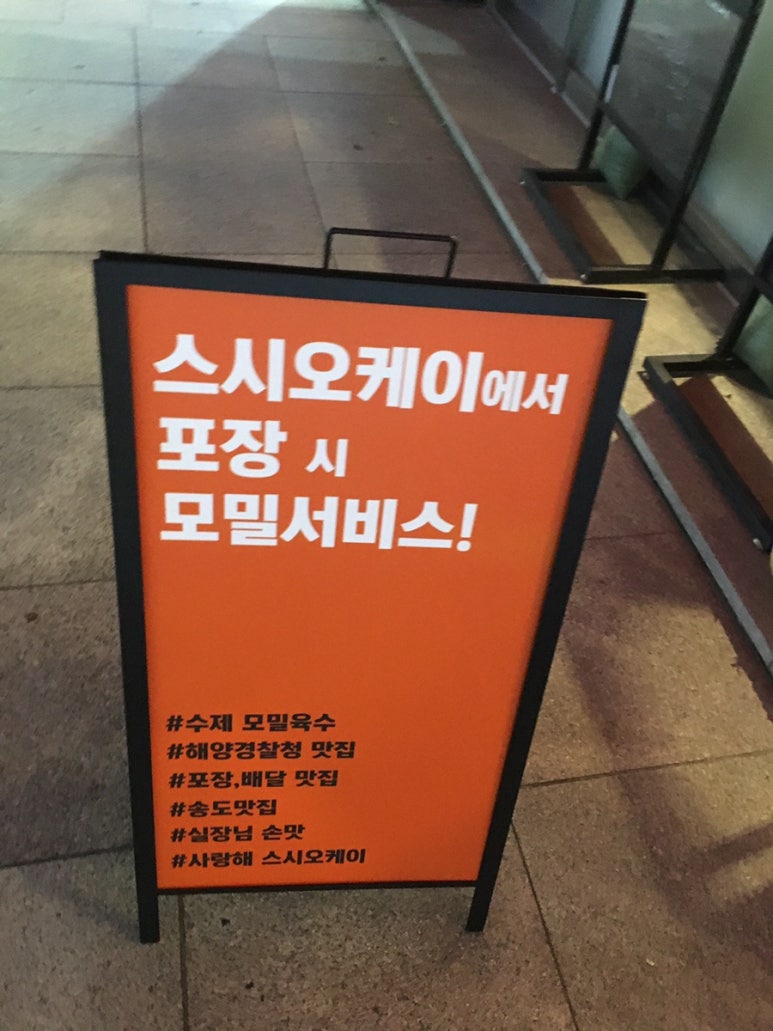 스시오케이에서
포장 시
모밀서비스!
#수제 모밀육수
#해양경찰청 맛집
#포장,배달 맛집
#송도맛집
#실장님 손맛
#사랑해 스시오케이